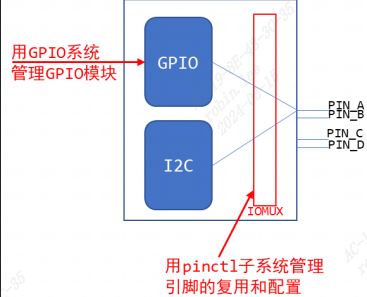 用GPIO系统
管理GPIO模块
GPIO
I2C
PIN_A
PIN_B
PIN_C
PIN_D
IOMUX
用pinctl子系统管理
引脚的复用和配置